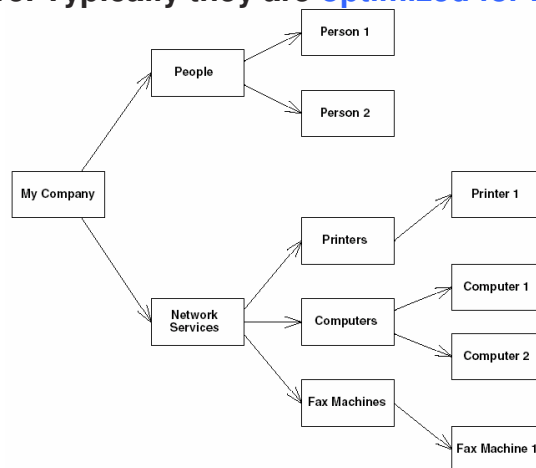 Typically they are optimized for
Person 1
People
Person 2
My Company
Printer 1
Printers
Computer 1
Network
Services
Computers
Computer 2
Fax Machines
Fax Machine 1